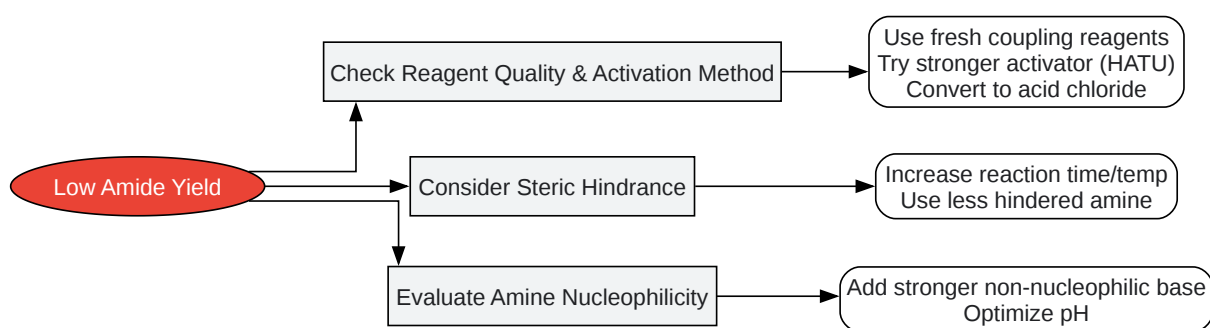 Low Amide Yield
Check Reagent Quality & Activation Method
Use fresh coupling reagents
Try stronger activator (HATU)
Convert to acid chloride
Consider Steric Hindrance
Increase reaction time/temp
Use less hindered amine
Evaluate Amine Nucleophilicity
Add stronger non-nucleophilic base
Optimize pH